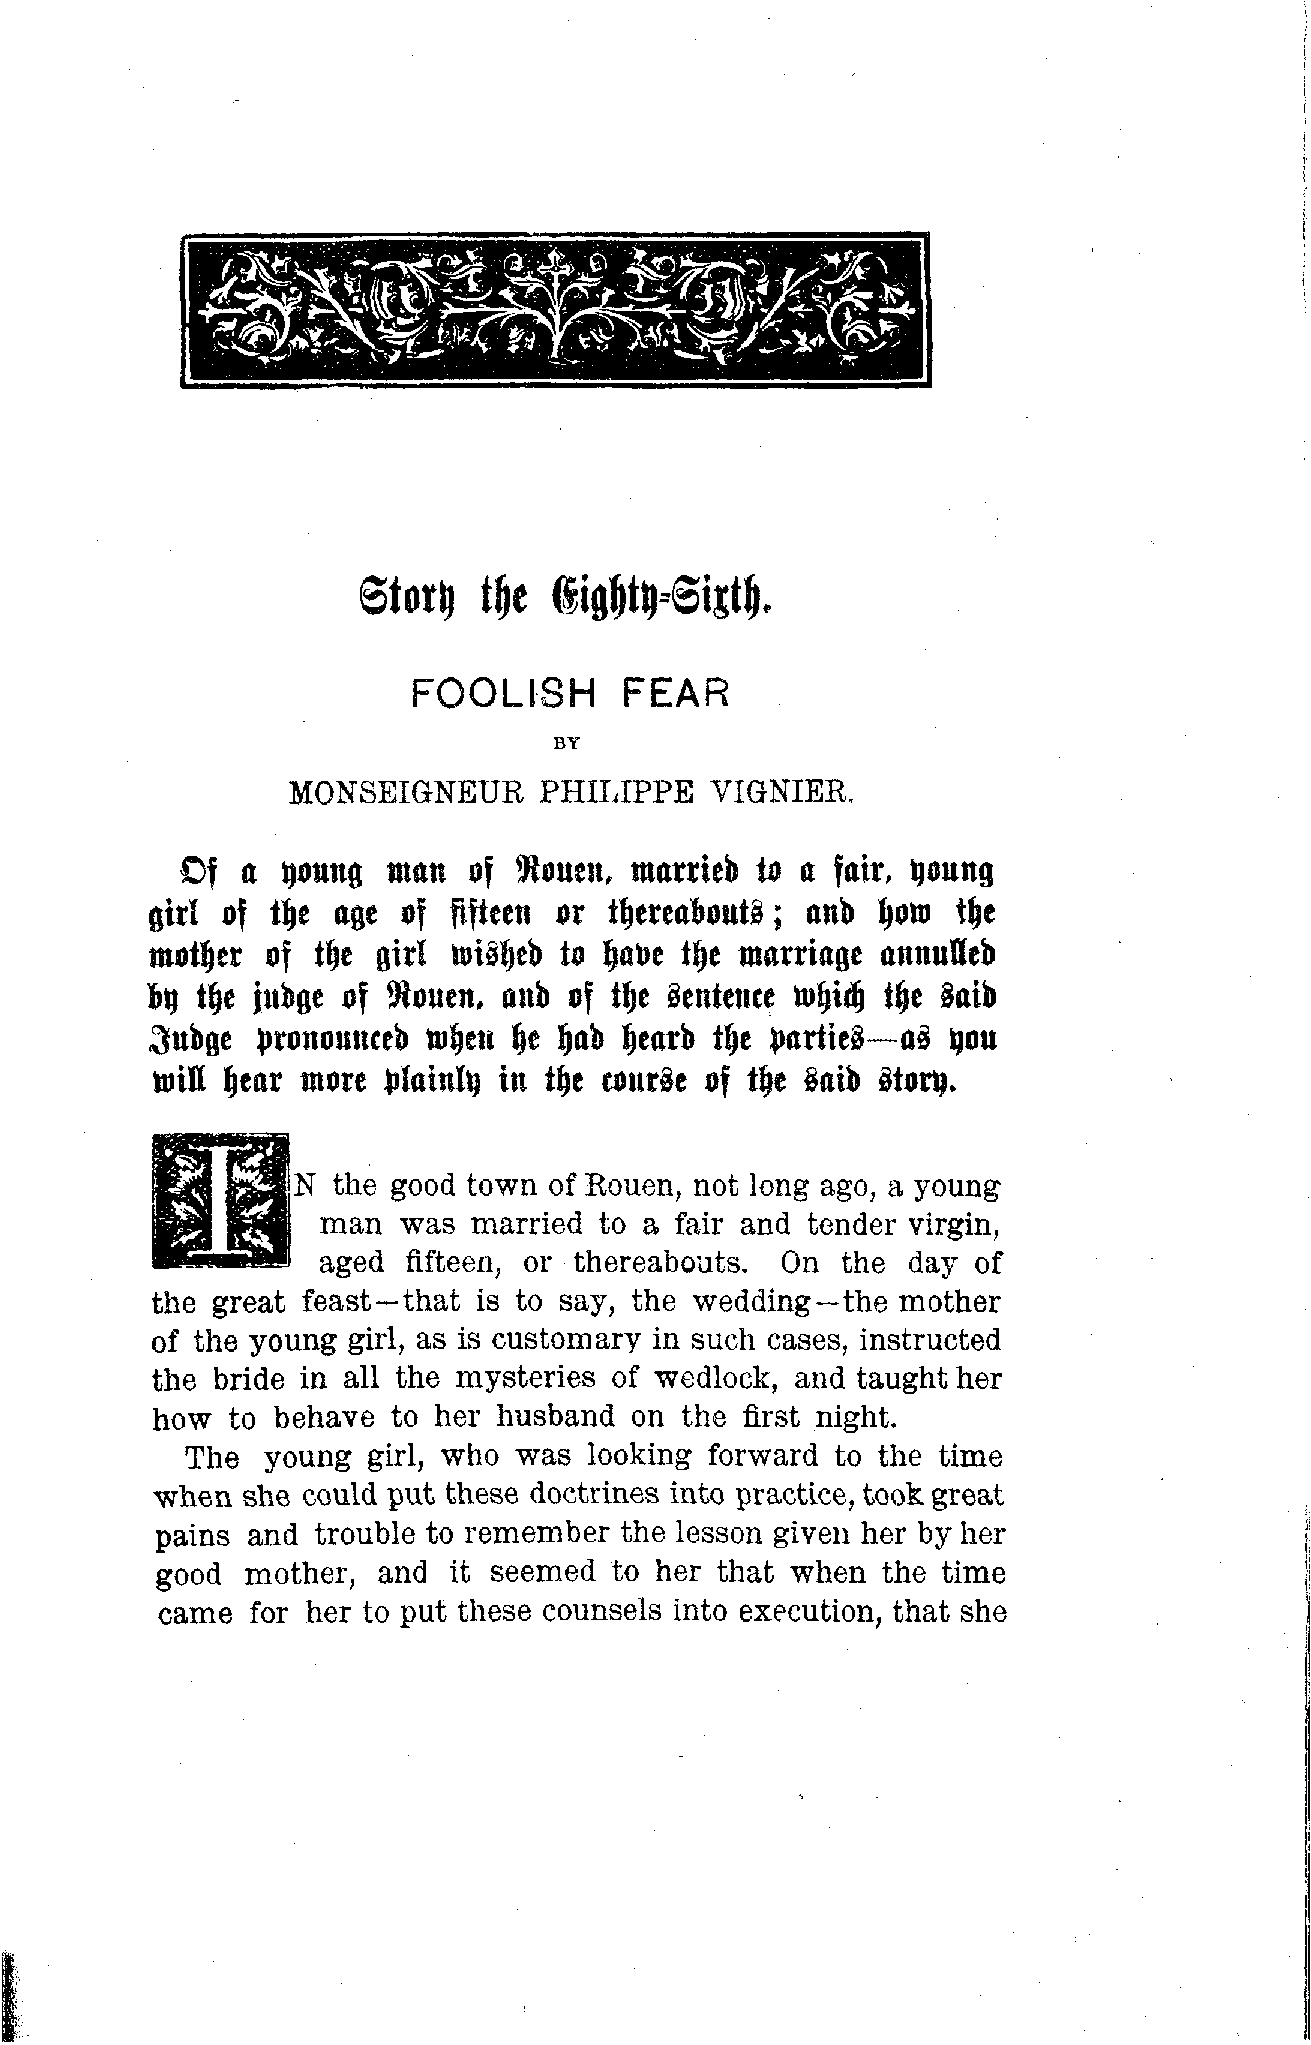 Story the Eighty-Sixth.
FOOLISH FEAR
BY
MONSEIGNEUR PHILIPPE VIGNIER.
Of a young man of Rouen, married to a fair, young
girl of the age of fifteen or thereabouts; and how the
mother of the girl wished to have the marriage annulled
by the judge of Rouen, and of the sentence which the said
Judge pronounced when he had heard the parties—as you
will hear more plainly in the course of the said story.
IN the good town of Rouen, not long ago, a young
man was married to a fair and tender virgin,
aged fifteen, or thereabouts. On the day of
the great feast—that is to say, the wedding—the mother
of the young girl, as is customary in such cases, instructed
the bride in all the mysteries of wedlock, and taught her
how to behave to her husband on the first night.
The young girl, who was looking forward to the time
when she could put these doctrines into practice, took great
pains and trouble to remember the lesson given her by her
good mother, and it seemed to her that when the time
came for her to put these counsels into execution, that she